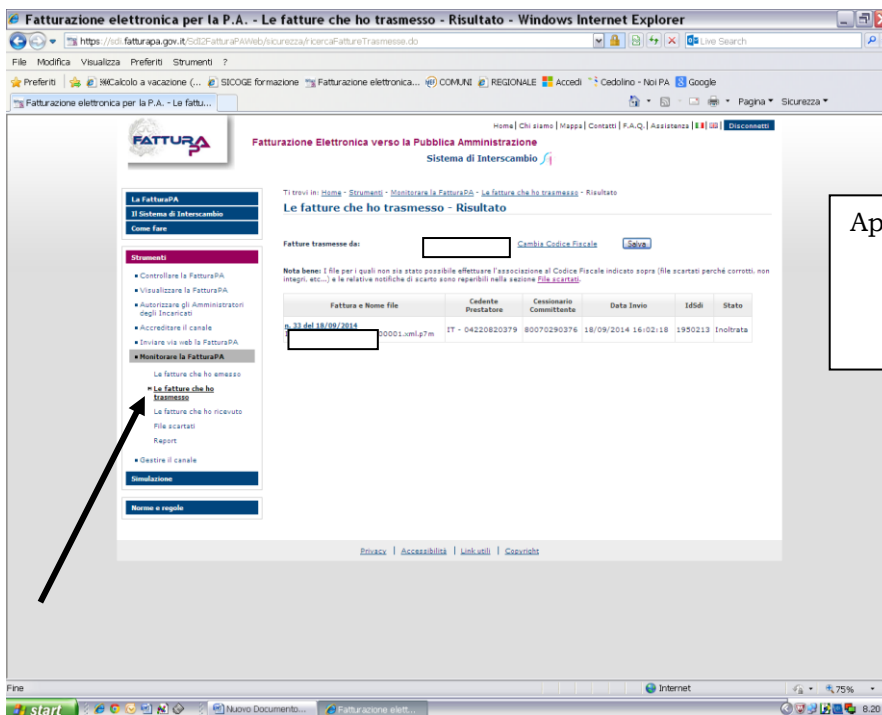 Fatturazione elettronica per la P.A. - Le fatture che ho trasmesso - Risultato - Windows Internet Explorer
https://sdi.fatturapa.gov.it/SdI2FatturaPAWeb/sicurezza/ricercaFattureTrasmesse.do
Live Search
File Modifica Visualizza Preferiti Strumenti ?
Preferiti Calcolo a vacazione (... SICOGE formazione Fatturazione elettronica... COMUNI REGIONALE Accedi Cedolino - Noi PA Google
Fatturazione elettronica per la P.A. - Le fattu... Pagina Sicurezza
Home | Chi siamo | Mappa | Contatti | F.A.Q. | Assistenza | Disconnetti
FATTURA PA
Fatturazione Elettronica verso la Pubblica Amministrazione
Sistema di Interscambio
Ti trovi in: Home - Strumenti - Monitorare la FatturaPA - Le fatture che ho trasmesso - Risultato
Le fatture che ho trasmesso - Risultato
La FatturaPA
Il Sistema di Interscambio
Come fare
Strumenti
Controllare la FatturaPA
Visualizzare la FatturaPA
Autorizzare gli Amministratori
degli Incaricati
Accreditare il canale
Inviare via web la FatturaPA
Monitorare la FatturaPA
Le fatture che ho emesso
Le fatture che ho
trasmesso
Le fatture che ho ricevuto
File scartati
Report
Gestire il canale
Simulazione
Norme e regole
Fatture trasmesse da: Cambia Codice Fiscale Salva
Nota bene: I file per i quali non sia stato possibile effettuare l'associazione al Codice Fiscale indicato sopra (file scartati perché corrotti, non
integri, etc...) e le relative notifiche di scarto sono reperibili nella sezione File scartati.
Fattura e Nome file Cedente Prestatore Cessionario Committente Data Invio IdSdi Stato
n. 33 del 18/09/2014
00001.xml.p7m IT - 04220820379 80070290376 18/09/2014 16:02:18 1950213 Inoltrata
Privacy | Accessibilità | Link utili | Copyright
Ap
Fine Internet 75%
start Nuovo Documento... Fatturazione elett... 8.20